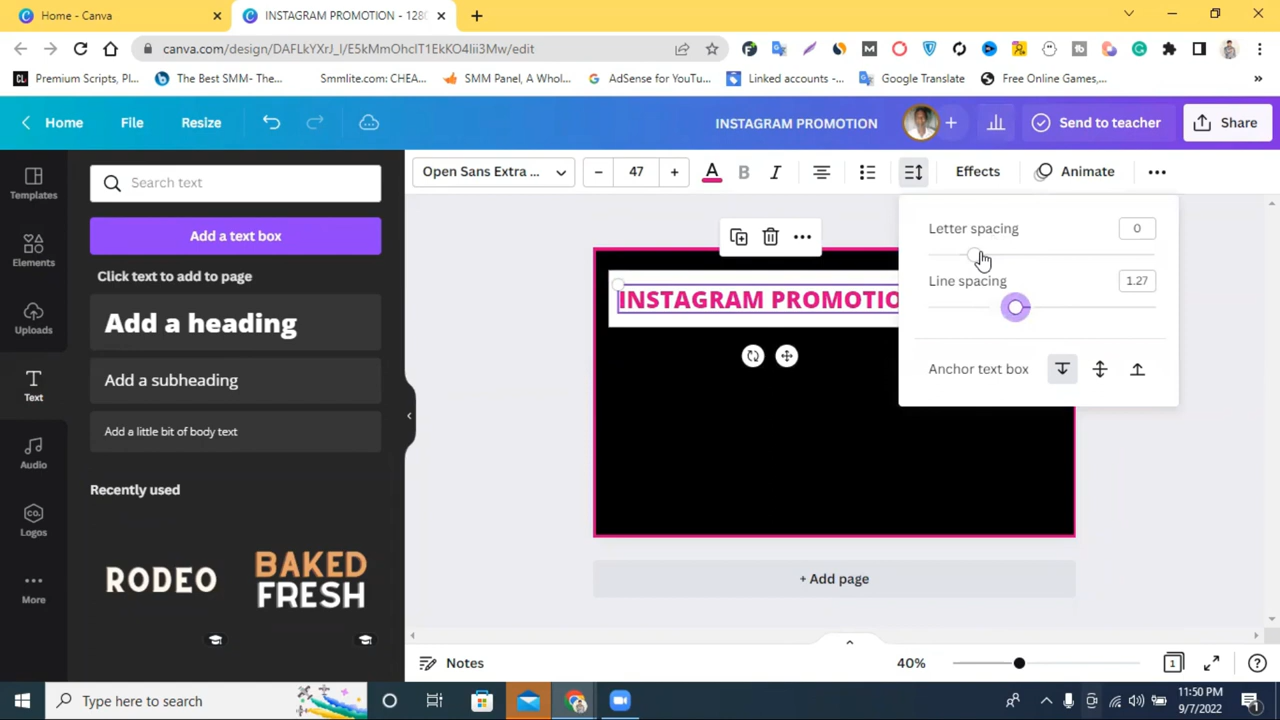 Home - Canva
INSTAGRAM PROMOTION - 128
canva.com/design/DAFLkYXrJ_I/E5kMmOhcIT1EkKO4Iii3Mw/edit
Premium Scripts, Pl...
The Best SMM- The...
Smmlite.com: CHEA...
SMM Panel, A Whol...
AdSense for YouTu...
Linked accounts -...
Google Translate
Free Online Games,...
Home
File
Resize
INSTAGRAM PROMOTION
Send to teacher
Share
Templates
Elements
Uploads
Text
Audio
Logos
More
Search text
Add a text box
Click text to add to page
Add a heading
Add a subheading
Add a little bit of body text
Recently used
RODEO
BAKED
FRESH
Open Sans Extra ...
47
Effects
Animate
Letter spacing
0
Line spacing
1.27
Anchor text box
INSTAGRAM PROMOTIO
+ Add page
Notes
40%
1
Type here to search
11:50 PM
9/7/2022